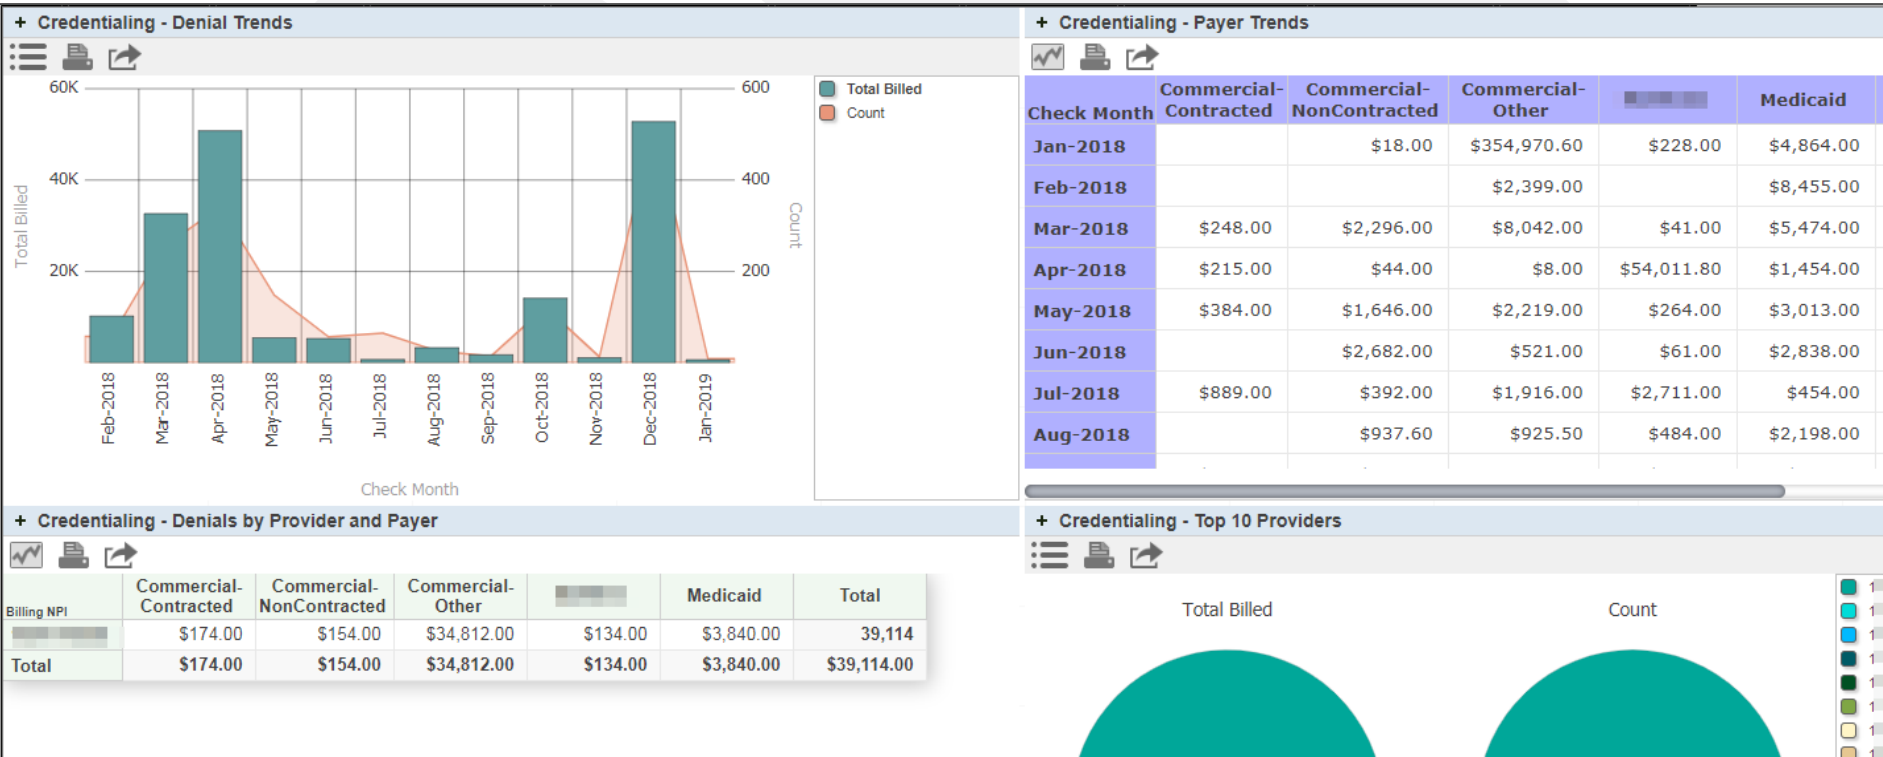 + Credentialing - Denial Trends
60K
600
40K
400
20K
200
Total Billed
Count
Feb-2018
Mar-2018
Apr-2018
May-2018
Jun-2018
Jul-2018
Aug-2018
Sep-2018
Oct-2018
Nov-2018
Dec-2018
Jan-2019
Check Month
Total Billed
Count
+ Credentialing - Payer Trends
Check Month Commercial-Contracted Commercial-NonContracted Commercial-Other Medicaid
Jan-2018 $18.00 $354,970.60 $228.00 $4,864.00
Feb-2018 $2,399.00 $8,455.00
Mar-2018 $248.00 $2,296.00 $8,042.00 $41.00 $5,474.00
Apr-2018 $215.00 $44.00 $8.00 $54,011.80 $1,454.00
May-2018 $384.00 $1,646.00 $2,219.00 $264.00 $3,013.00
Jun-2018 $2,682.00 $521.00 $61.00 $2,838.00
Jul-2018 $889.00 $392.00 $1,916.00 $2,711.00 $454.00
Aug-2018 $937.60 $925.50 $484.00 $2,198.00
+ Credentialing - Denials by Provider and Payer
Billing NPI Commercial-Contracted Commercial-NonContracted Commercial-Other Medicaid Total
$174.00 $154.00 $34,812.00 $134.00 $3,840.00 39,114
Total $174.00 $154.00 $34,812.00 $134.00 $3,840.00 $39,114.00
+ Credentialing - Top 10 Providers
Total Billed
Count
1
1
1
1
1
1
1
1